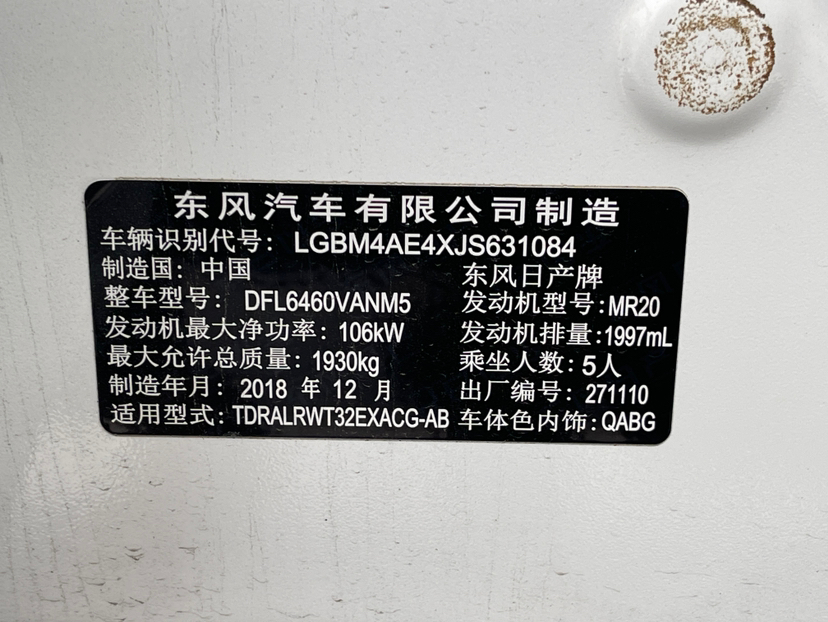 东风汽车有限公司制造
车辆识别代号: LGBM4AE4XJS631084
制造国: 中国 东风日产牌
整车型号: DFL6460VANM5 发动机型号:MR20
发动机最大净功率: 106kW 发动机排量:1997mL
最大允许总质量: 1930kg 乘坐人数: 5人
制造年月: 2018 年 12 月 出厂编号: 271110
适用型式: TDRALRWT32EXACG-AB 车体色内饰:QABG